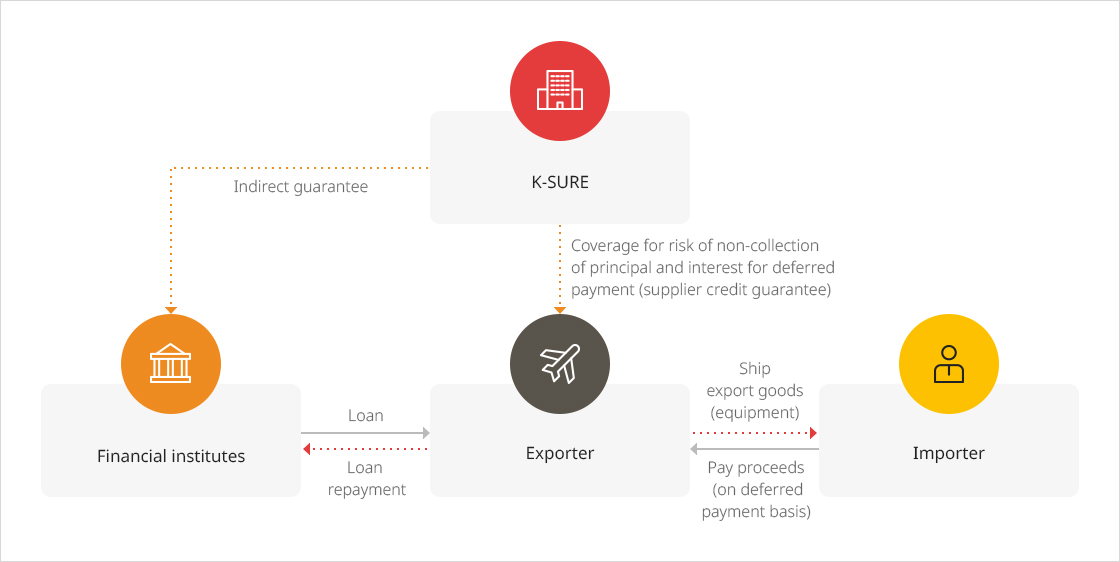 K-SURE
Indirect guarantee
Coverage for risk of non-collection
of principal and interest for deferred
payment (supplier credit guarantee)
Financial institutes
Loan
Loan
repayment
Exporter
Ship
export goods
(equipment)
Pay proceeds
(on deferred
payment basis)
Importer